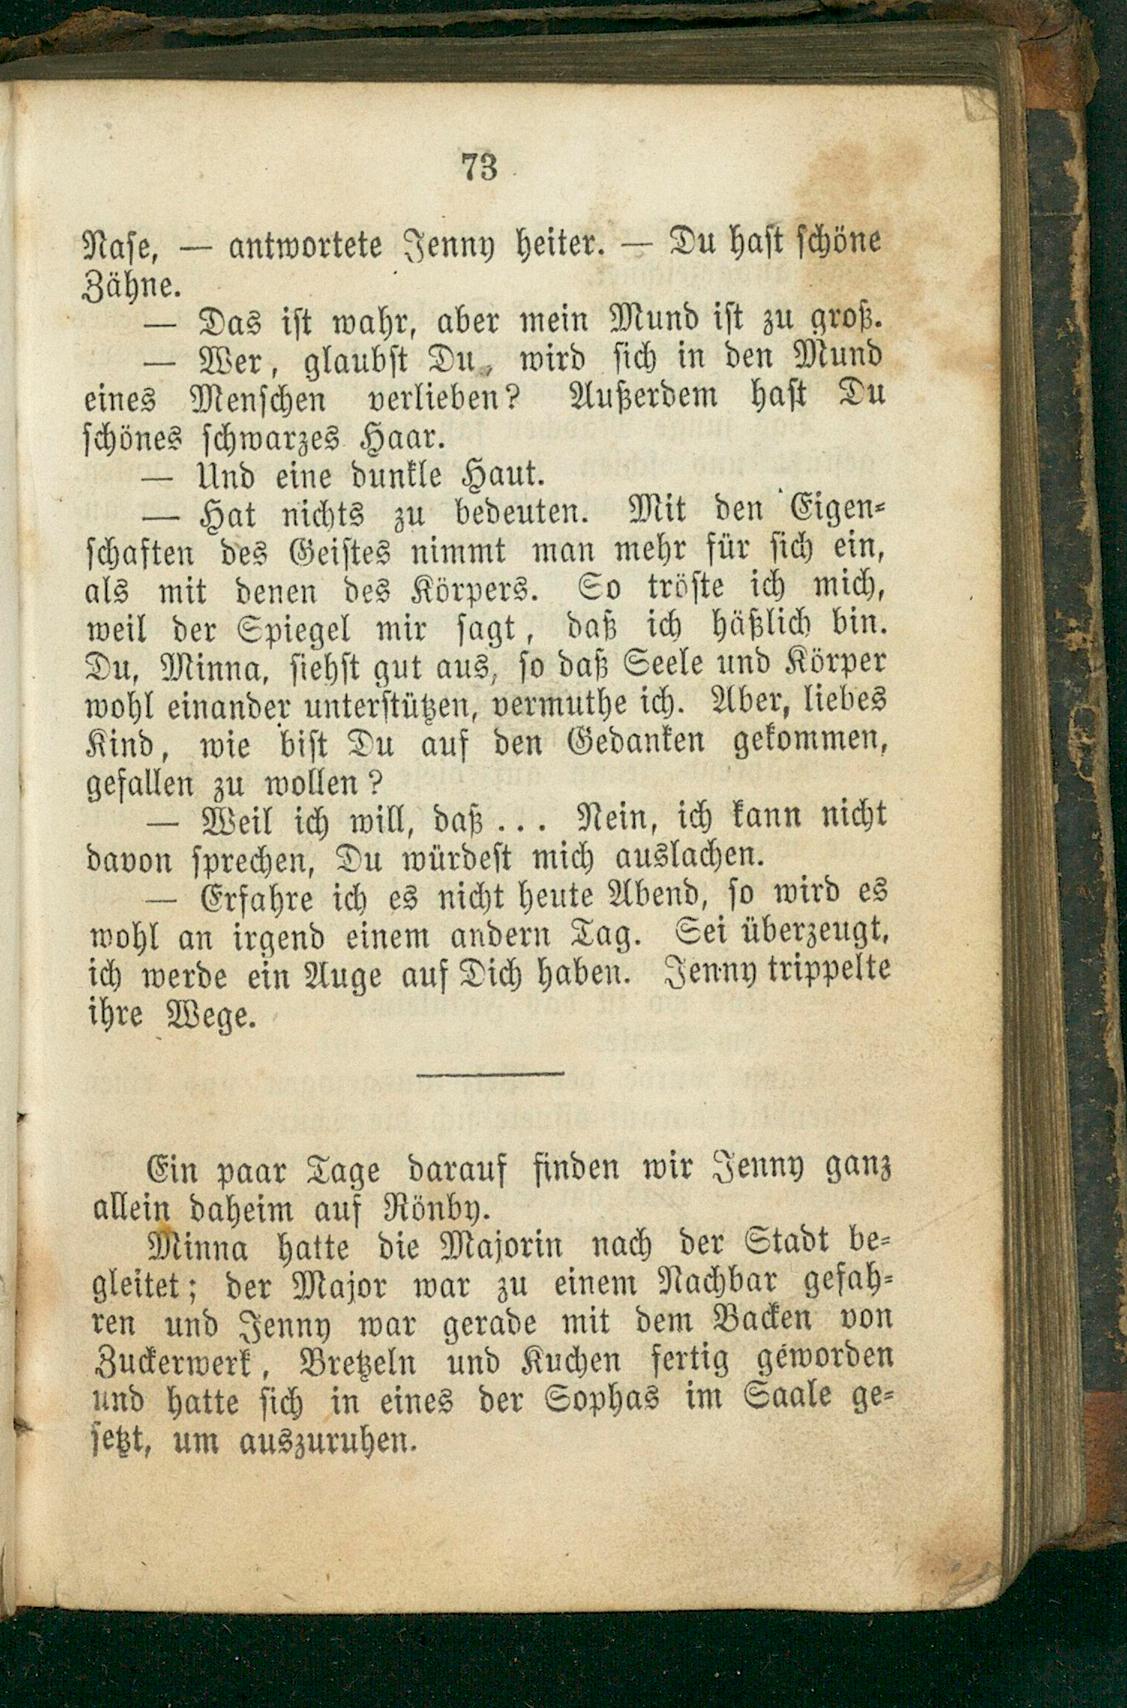 73
Nase, — antwortete Jenny heiter. — Du hast schöne
Zähne.
— Das ist wahr, aber mein Mund ist zu groß.
— Wer, glaubst Du, wird sich in den Mund
eines Menschen verlieben? Außerdem hast Du
schönes schwarzes Haar.
— Und eine dunkle Haut.
— Hat nichts zu bedeuten. Mit den Eigen-
schaften des Geistes nimmt man mehr für sich ein,
als mit denen des Körpers. So tröste ich mich,
weil der Spiegel mir sagt, daß ich häßlich bin.
Du, Minna, siehst gut aus, so daß Seele und Körper
wohl einander unterstützen, vermuthe ich. Aber, liebes
Kind, wie bist Du auf den Gedanken gekommen,
gefallen zu wollen?
— Weil ich will, daß ... Nein, ich kann nicht
davon sprechen, Du würdest mich auslachen.
— Erfahre ich es nicht heute Abend, so wird es
wohl an irgend einem andern Tag. Sei überzeugt,
ich werde ein Auge auf Dich haben. Jenny trippelte
ihre Wege.
Ein paar Tage darauf finden wir Jenny ganz
allein daheim auf Rönby.
Minna hatte die Majorin nach der Stadt be-
gleitet; der Major war zu einem Nachbar gefah-
ren und Jenny war gerade mit dem Backen von
Zuckerwerk, Bretzeln und Kuchen fertig geworden
und hatte sich in eines der Sophas im Saale ge-
setzt, um auszuruhen.